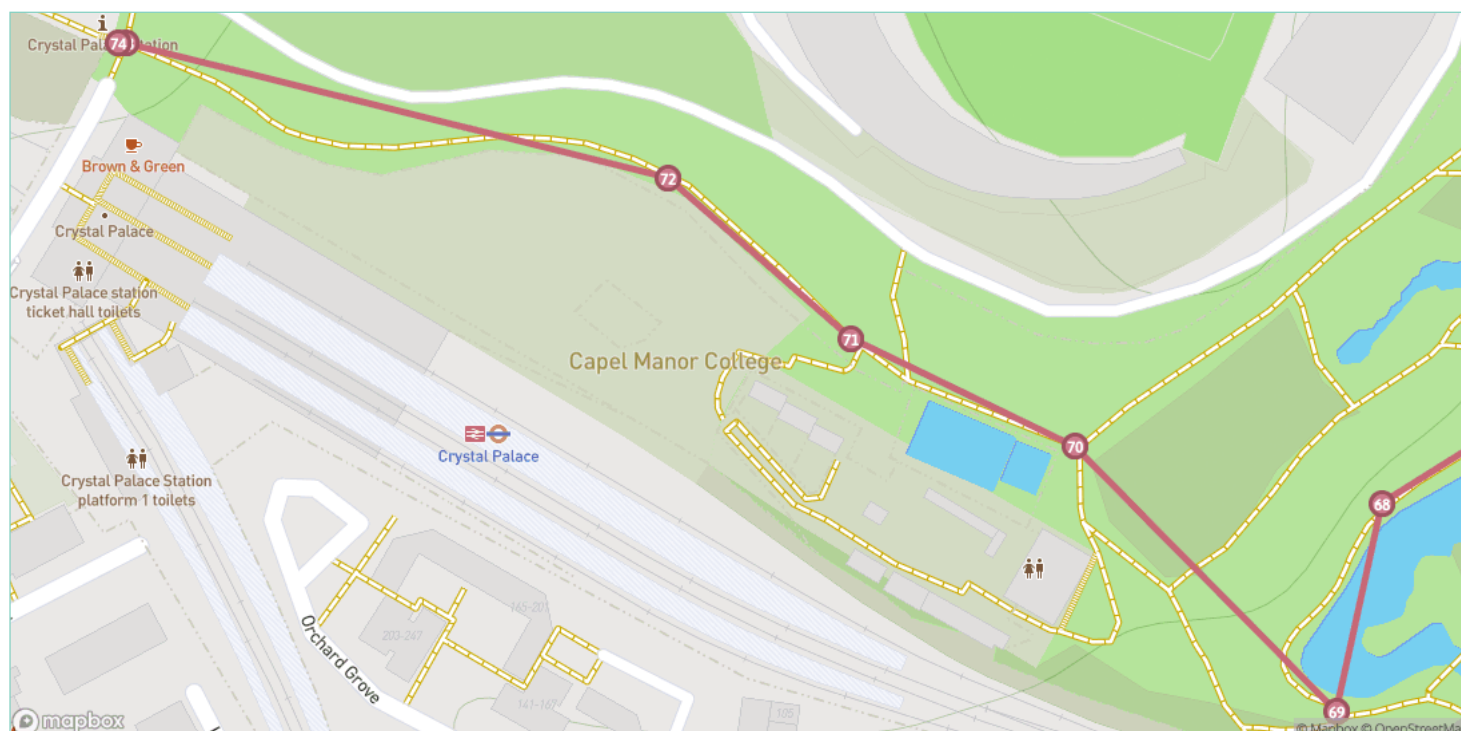 Crystal Palace Station
74
Brown & Green
72
Crystal Palace
Crystal Palace station
ticket hall toilets
71
Capel Manor College
70
Crystal Palace
68
Crystal Palace Station
platform 1 toilets
165-201
203-247
Orchard Grove
141-167
105
69
mapbox
© Mapbox © OpenStreetMa